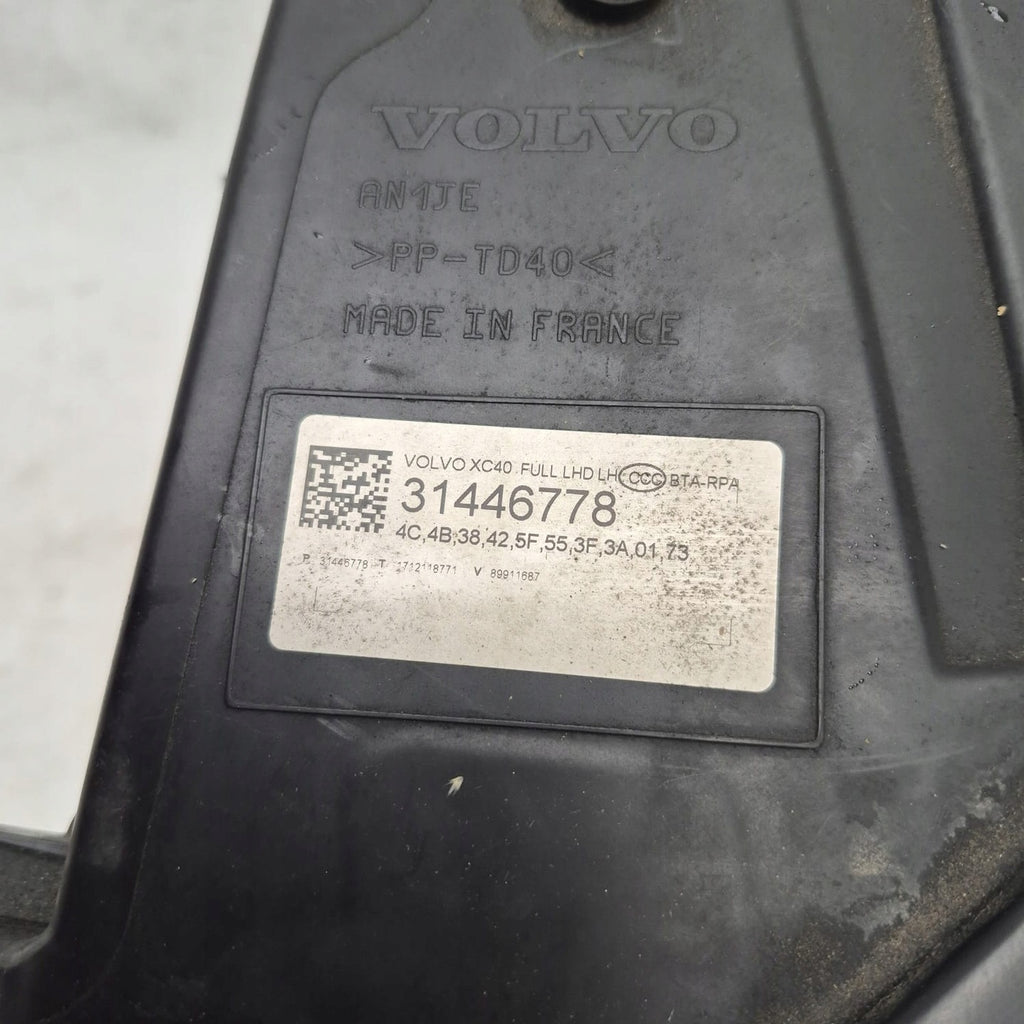 VOLVO
AN1JE
>PP-TD40<
MADE IN FRANCE
VOLVO XC40 FULL LHD LH CCC BTA-RPA
31446778
4C,4B,38,42,5F,55,3F,3A,01,73
P 31446778 T 1712118771 V 89911687